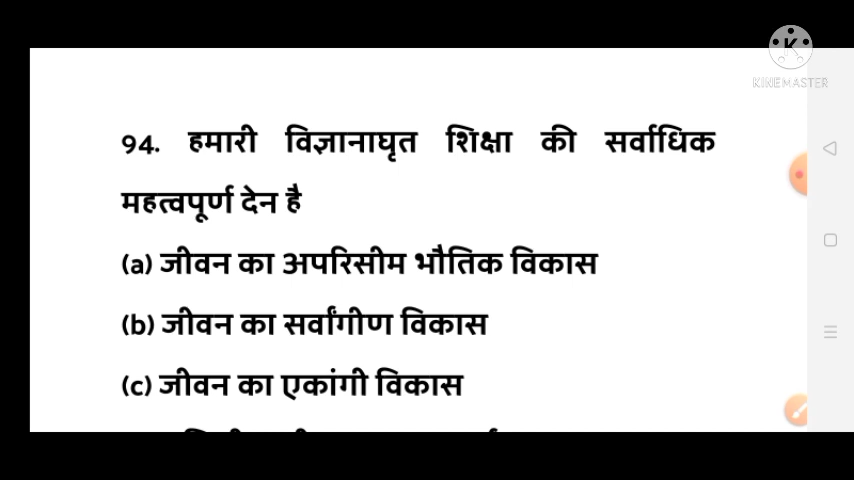 KINEMASTER
94. हमारी विज्ञानाघृत शिक्षा की सर्वाधिक
महत्वपूर्ण देन है
(a) जीवन का अपरिसीम भौतिक विकास
(b) जीवन का सर्वांगीण विकास
(c) जीवन का एकांगी विकास